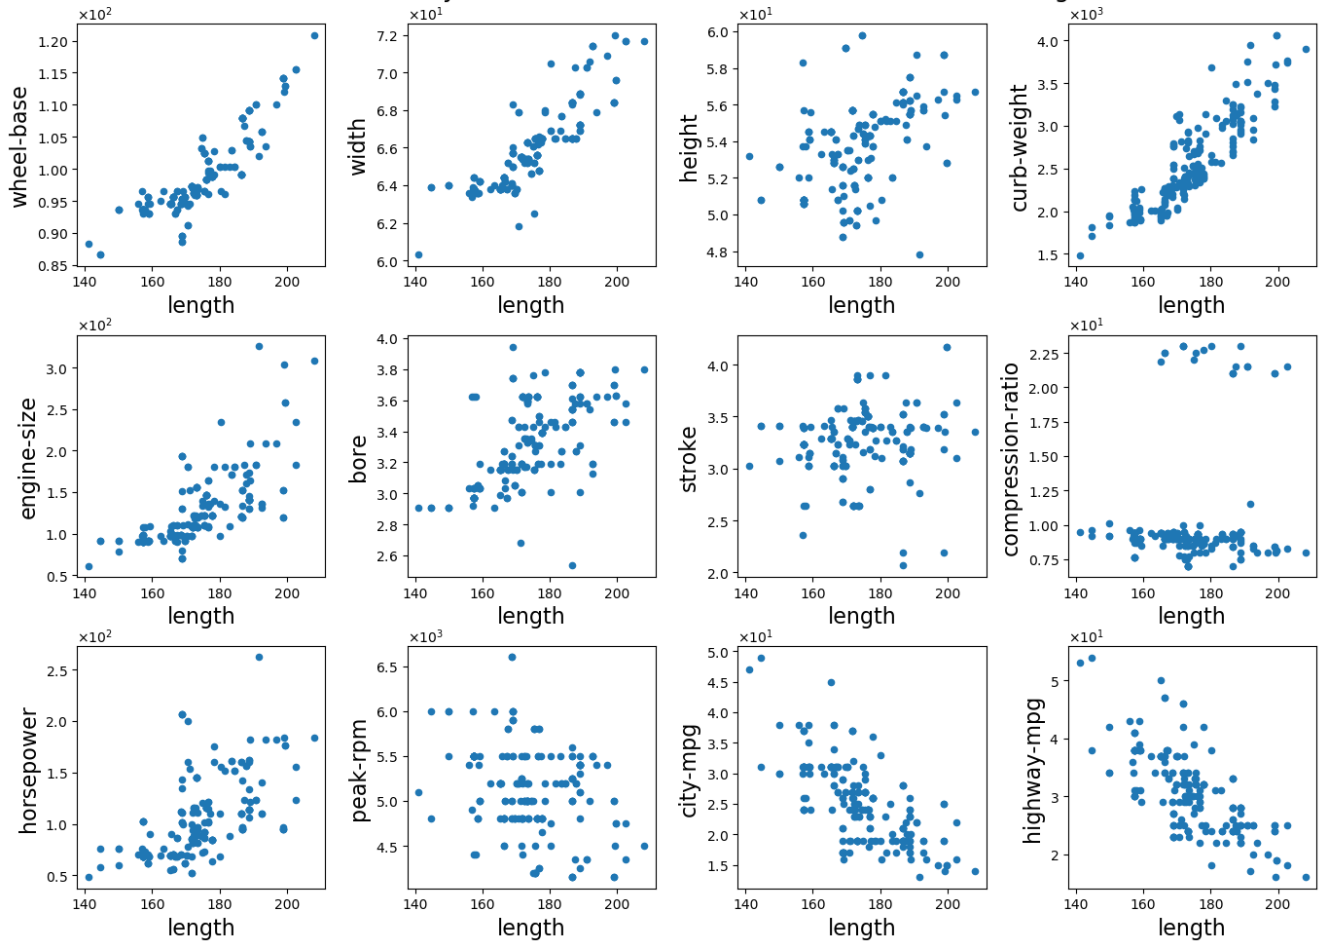 ×10² ×10¹ ×10¹ ×10³
wheel-base
1.20
1.15
1.10
1.05
1.00
0.95
0.90
0.85
140 160 180 200
length
width
7.2
7.0
6.8
6.6
6.4
6.2
6.0
140 160 180 200
length
height
6.0
5.8
5.6
5.4
5.2
5.0
4.8
140 160 180 200
length
curb-weight
4.0
3.5
3.0
2.5
2.0
1.5
140 160 180 200
length
×10²
engine-size
3.0
2.5
2.0
1.5
1.0
0.5
140 160 180 200
length
bore
4.0
3.8
3.6
3.4
3.2
3.0
2.8
2.6
140 160 180 200
length
stroke
4.0
3.5
3.0
2.5
2.0
140 160 180 200
length
×10¹
compression-ratio
2.25
2.00
1.75
1.50
1.25
1.00
0.75
140 160 180 200
length
×10²
horsepower
2.5
2.0
1.5
1.0
0.5
140 160 180 200
length
×10³
peak-rpm
6.5
6.0
5.5
5.0
4.5
140 160 180 200
length
×10¹
city-mpg
5.0
4.5
4.0
3.5
3.0
2.5
2.0
1.5
140 160 180 200
length
×10¹
highway-mpg
5
4
3
2
140 160 180 200
length